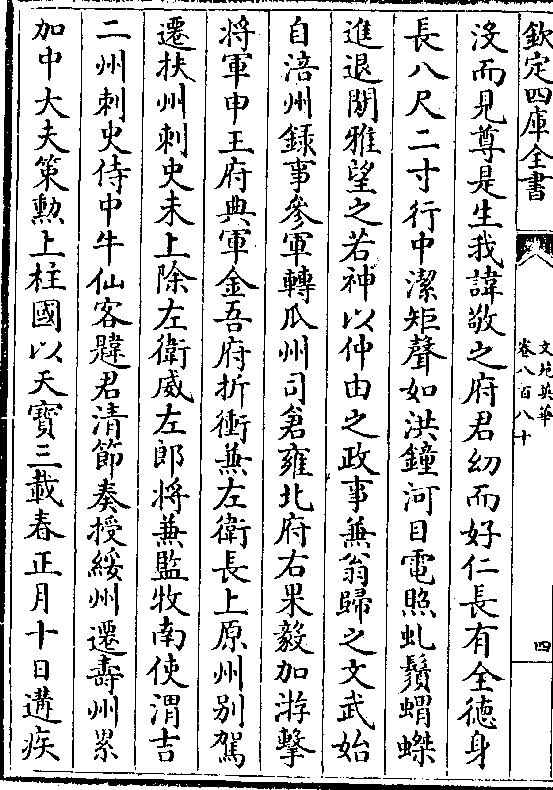 欽定四庫全書
文苑英華
卷八百八十
四
沒而見尊是生我諱敬之府君幼而好仁長有全徳身
長八尺二寸行中潔矩聲如洪鐘河目電照虬鬚蝟磔
進退閑雅望之若神以仲由之政事兼翁歸之文武始
自涪州録事參軍轉瓜州司倉雍北府右果毅加游擊
將軍申王府典軍金吾府折衝兼左衛長上原州别駕
遷扶州刺史未上除左衛威左郎將兼監牧南使渭吉
二州刺史侍中牛仙客韙君清節奏授綏州遷壽州累
加中大夫策勲上柱國以天寳三載春正月十日遘疾